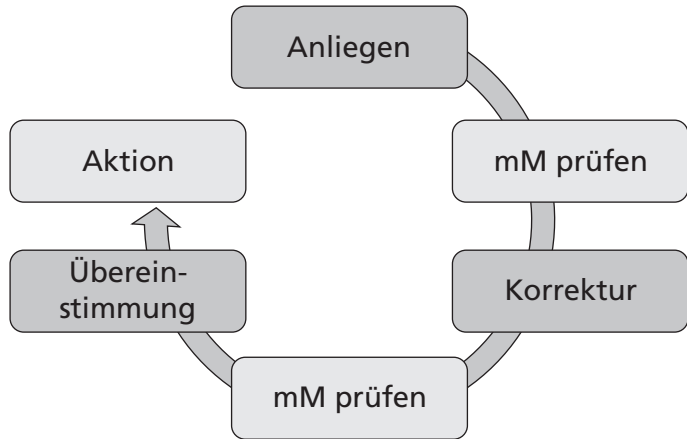 Anliegen
mM prüfen
Korrektur
mM prüfen
Überein-
stimmung
Aktion